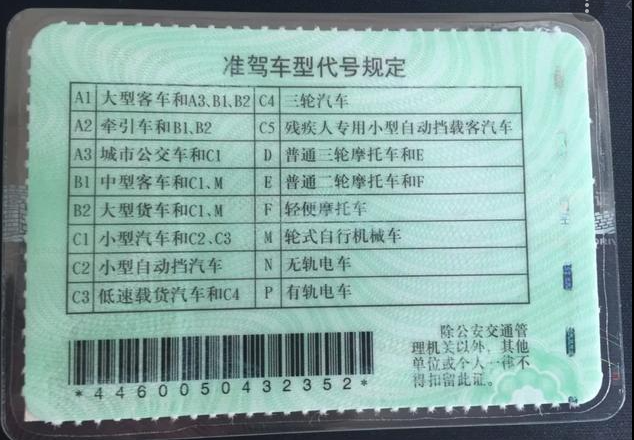 准驾车型代号规定
A1 大型客车和A3、B1、B2 C4 三轮汽车
A2 牵引车和B1、B2 C5 残疾人专用小型自动挡载客汽车
A3 城市公交车和C1 D 普通三轮摩托车和E
B1 中型客车和C1、M E 普通二轮摩托车和F
B2 大型货车和C1、M F 轻便摩托车
C1 小型汽车和C2、C3 M 轮式自行机械车
C2 小型自动挡汽车 N 无轨电车
C3 低速载货汽车和C4 P 有轨电车
除公安交通管
理机关以外，其他
单位或个人一律不
得扣留此证。
*4460050432352*